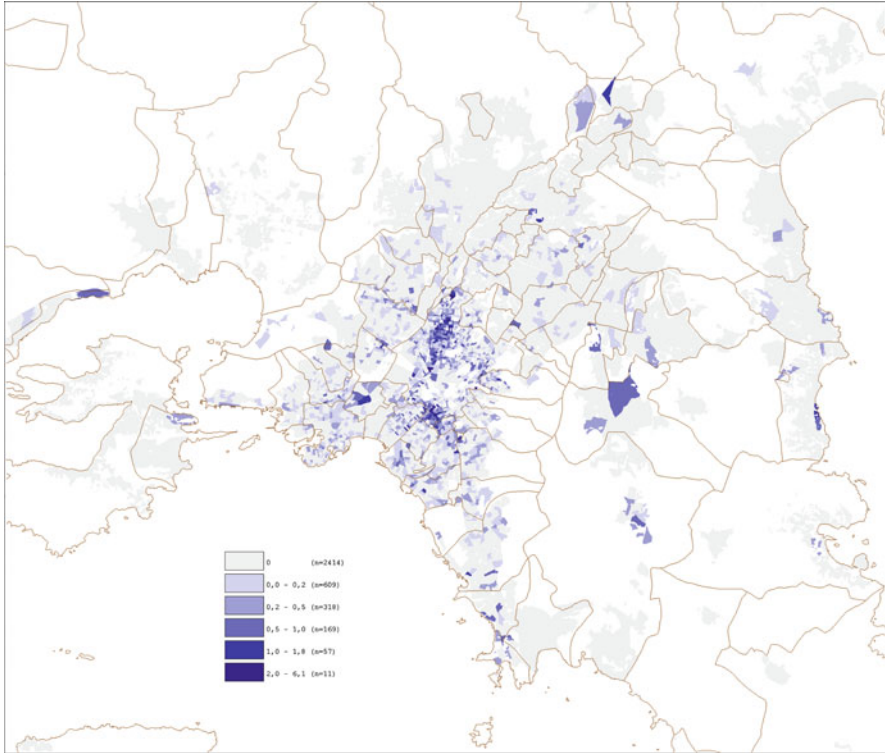 0 (n=2414)
0,0 - 0,2 (n=609)
0,2 - 0,5 (n=318)
0,5 - 1,0 (n=169)
1,0 - 1,8 (n=57)
2,0 - 6,1 (n=11)